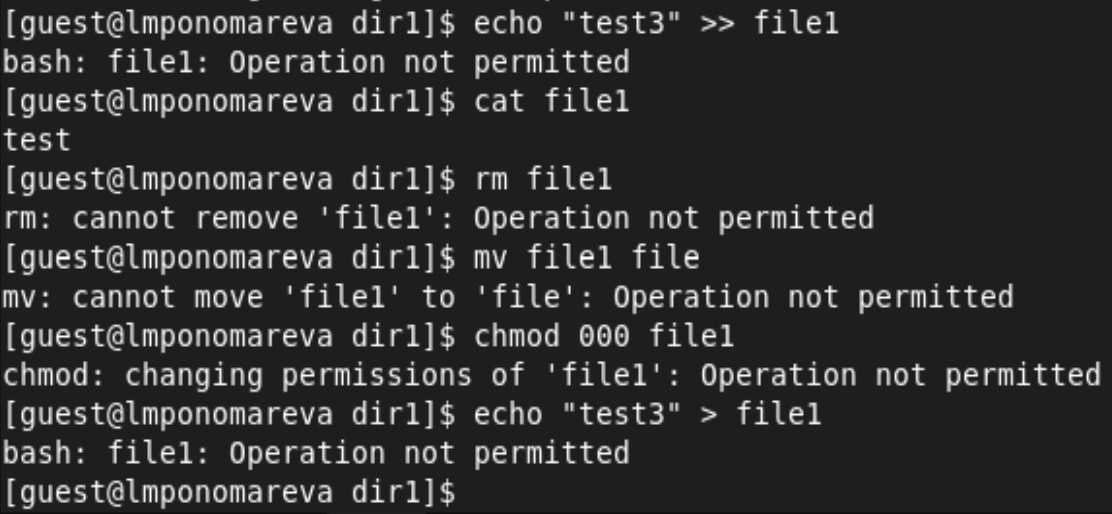 [guest@lmponomareva dir1]$ echo "test3" >> file1
bash: file1: Operation not permitted
[guest@lmponomareva dir1]$ cat file1
test
[guest@lmponomareva dir1]$ rm file1
rm: cannot remove 'file1': Operation not permitted
[guest@lmponomareva dir1]$ mv file1 file
mv: cannot move 'file1' to 'file': Operation not permitted
[guest@lmponomareva dir1]$ chmod 000 file1
chmod: changing permissions of 'file1': Operation not permitted
[guest@lmponomareva dir1]$ echo "test3" > file1
bash: file1: Operation not permitted
[guest@lmponomareva dir1]$